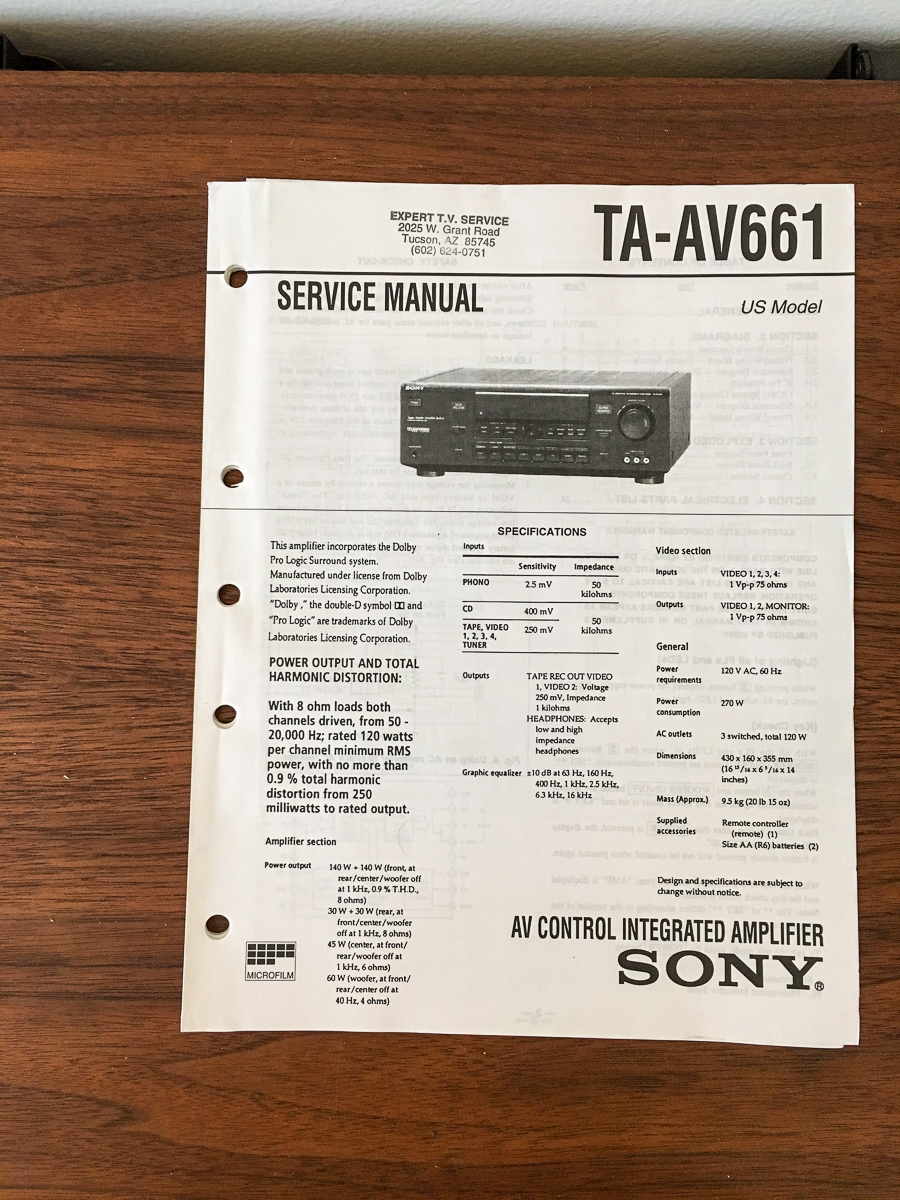 EXPERT T.V. SERVICE
2025 W. Grant Road
Tucson, AZ 85745
(602) 624-0751
TA-AV661
SERVICE MANUAL
US Model
SONY
This amplifier incorporates the Dolby
Pro Logic Surround system.
Manufactured under license from Dolby
Laboratories Licensing Corporation.
"Dolby ," the double-D symbol and
"Pro Logic" are trademarks of Dolby
Laboratories Licensing Corporation.
POWER OUTPUT AND TOTAL
HARMONIC DISTORTION:
With 8 ohm loads both
channels driven, from 50 -
20,000 Hz; rated 120 watts
per channel minimum RMS
power, with no more than
0.9 % total harmonic
distortion from 250
milliwatts to rated output.
Amplifier section
Power output 140 W + 140 W (front, at
rear/center/woofer off
at 1 kHz, 0.9 % T.H.D.,
8 ohms)
30 W + 30 W (rear, at
front/center/woofer
off at 1 kHz, 8 ohms)
45 W (center, at front/
rear/woofer off at
1 kHz, 6 ohms)
60 W (woofer, at front/
rear/center off at
40 Hz, 4 ohms)
MICROFILM
SPECIFICATIONS
Inputs
Sensitivity Impedance
PHONO 2.5 mV 50
kilohms
CD 400 mV
50
kilohms
TAPE, VIDEO 250 mV
1, 2, 3, 4,
TUNER
Outputs TAPE REC OUT VIDEO
1, VIDEO 2: Voltage
250 mV, Impedance
1 kilohms
HEADPHONES: Accepts
low and high
impedance
headphones
Graphic equalizer ±10 dB at 63 Hz, 160 Hz,
400 Hz, 1 kHz, 2.5 kHz,
6.3 kHz, 16 kHz
Video section
Inputs VIDEO 1, 2, 3, 4:
1 Vp-p 75 ohms
Outputs VIDEO 1, 2, MONITOR:
1 Vp-p 75 ohms
General
Power requirements 120 V AC, 60 Hz
Power consumption 270 W
AC outlets 3 switched, total 120 W
Dimensions 430 x 160 x 355 mm
(16 15/16 x 6 3/16 x 14
inches)
Mass (Approx.) 9.5 kg (20 lb 15 oz)
Supplied accessories Remote controller
(remote) (1)
Size AA (R6) batteries (2)
Design and specifications are subject to
change without notice.
AV CONTROL INTEGRATED AMPLIFIER
SONY®